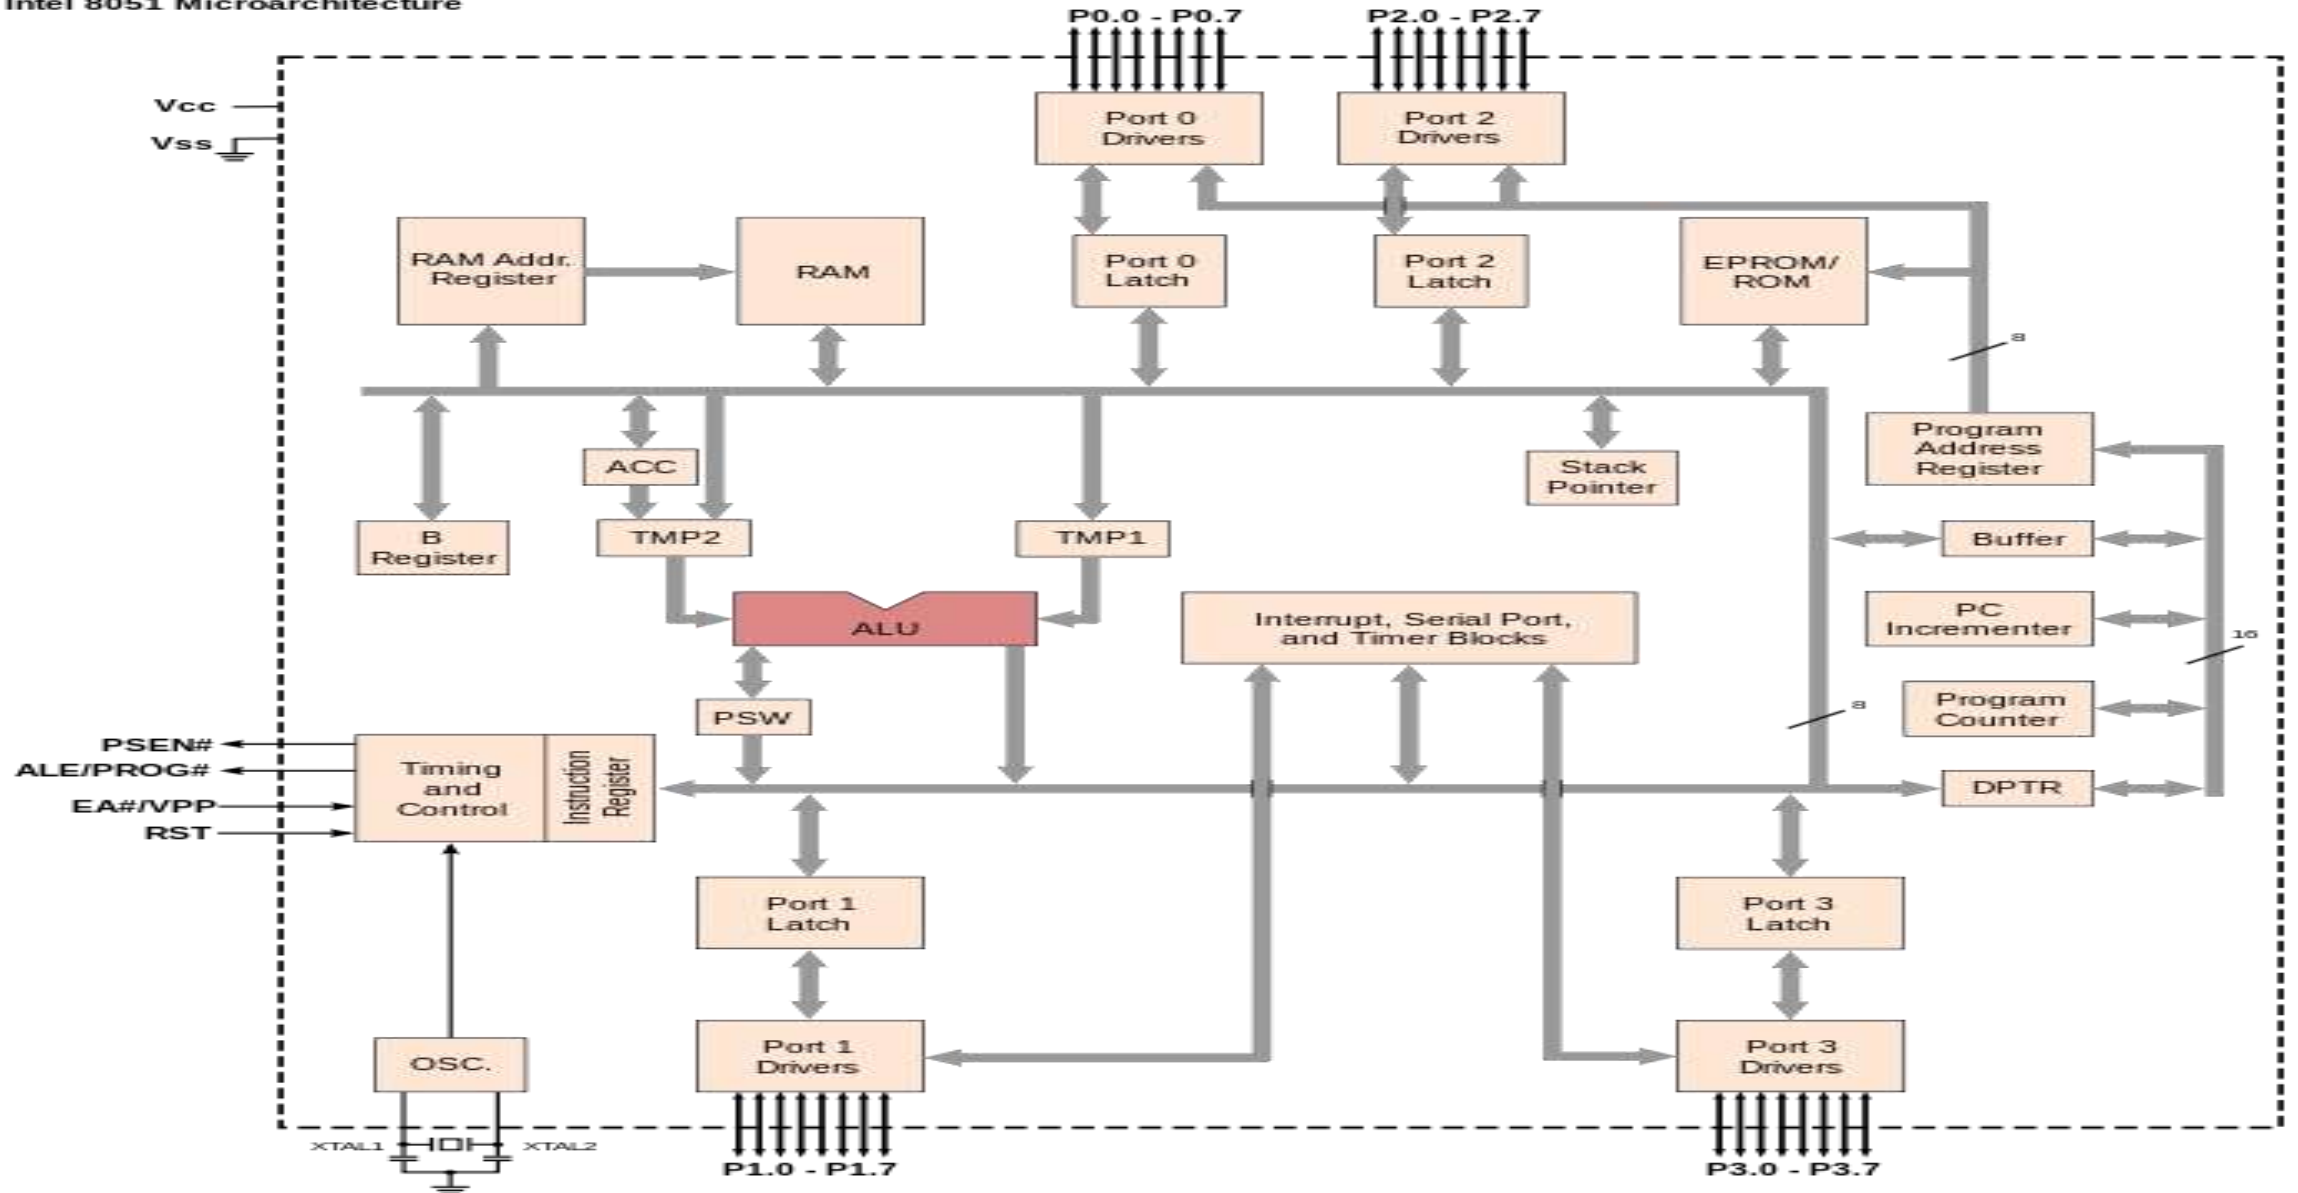 Intel 8051 Microarchitecture
P0.0 - P0.7
P2.0 - P2.7
Vcc
Vss
Port 0
Drivers
Port 2
Drivers
RAM Addr.
Register
RAM
Port 0
Latch
Port 2
Latch
EPROM/
ROM
8
Program
Address
Register
ACC
Stack
Pointer
B
Register
TMP2
TMP1
Buffer
ALU
Interrupt, Serial Port,
and Timer Blocks
PC
Incrementer
16
PSW
8
Program
Counter
PSEN#
ALE/PROG#
EA#/VPP
RST
Timing
and
Control
Instruction
Register
DPTR
Port 1
Latch
Port 3
Latch
OSC.
Port 1
Drivers
Port 3
Drivers
XTAL1
XTAL2
P1.0 - P1.7
P3.0 - P3.7